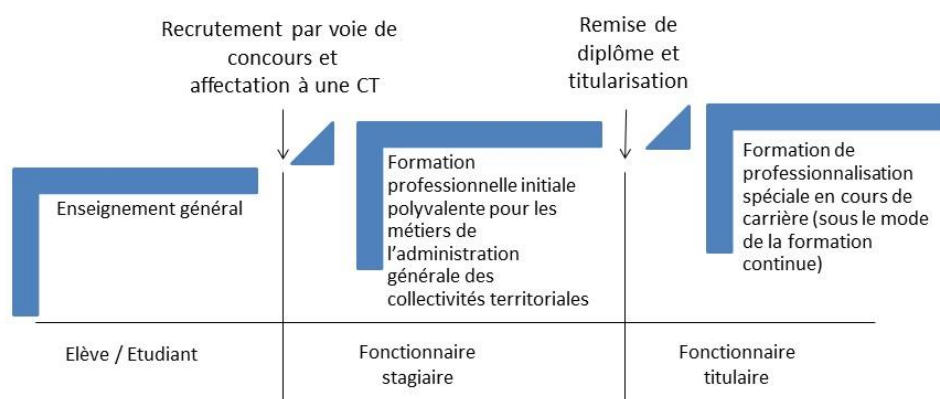 Recrutement par voie de
concours et
affectation à une CT
Remise de
diplôme et
titularisation
Enseignement général
Formation
professionnelle initiale
polyvalente pour les
métiers de
l'administration
générale des
collectivités territoriales
Formation de
professionnalisation
spéciale en cours de
carrière (sous le mode
de la formation
continue)
Elève / Etudiant
Fonctionnaire
stagiaire
Fonctionnaire
titulaire